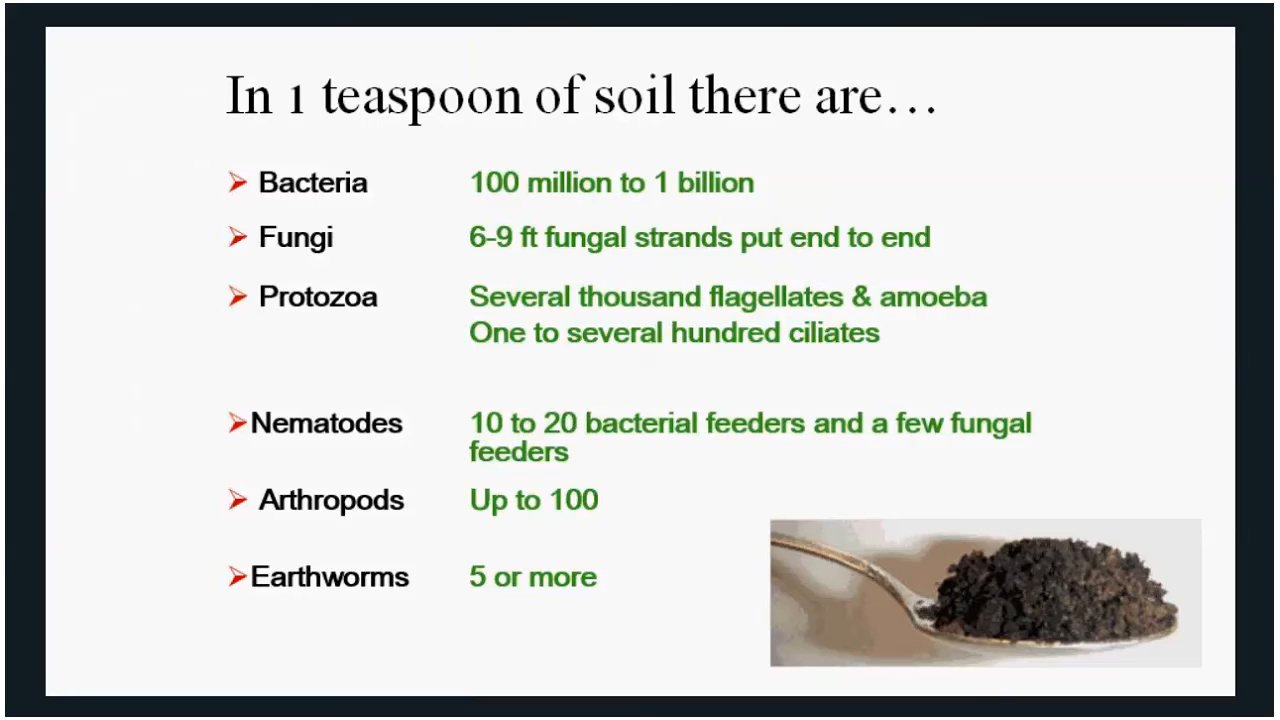 In 1 teaspoon of soil there are…
Bacteria 100 million to 1 billion
Fungi 6-9 ft fungal strands put end to end
Protozoa Several thousand flagellates & amoeba
One to several hundred ciliates
Nematodes 10 to 20 bacterial feeders and a few fungal
feeders
Arthropods Up to 100
Earthworms 5 or more